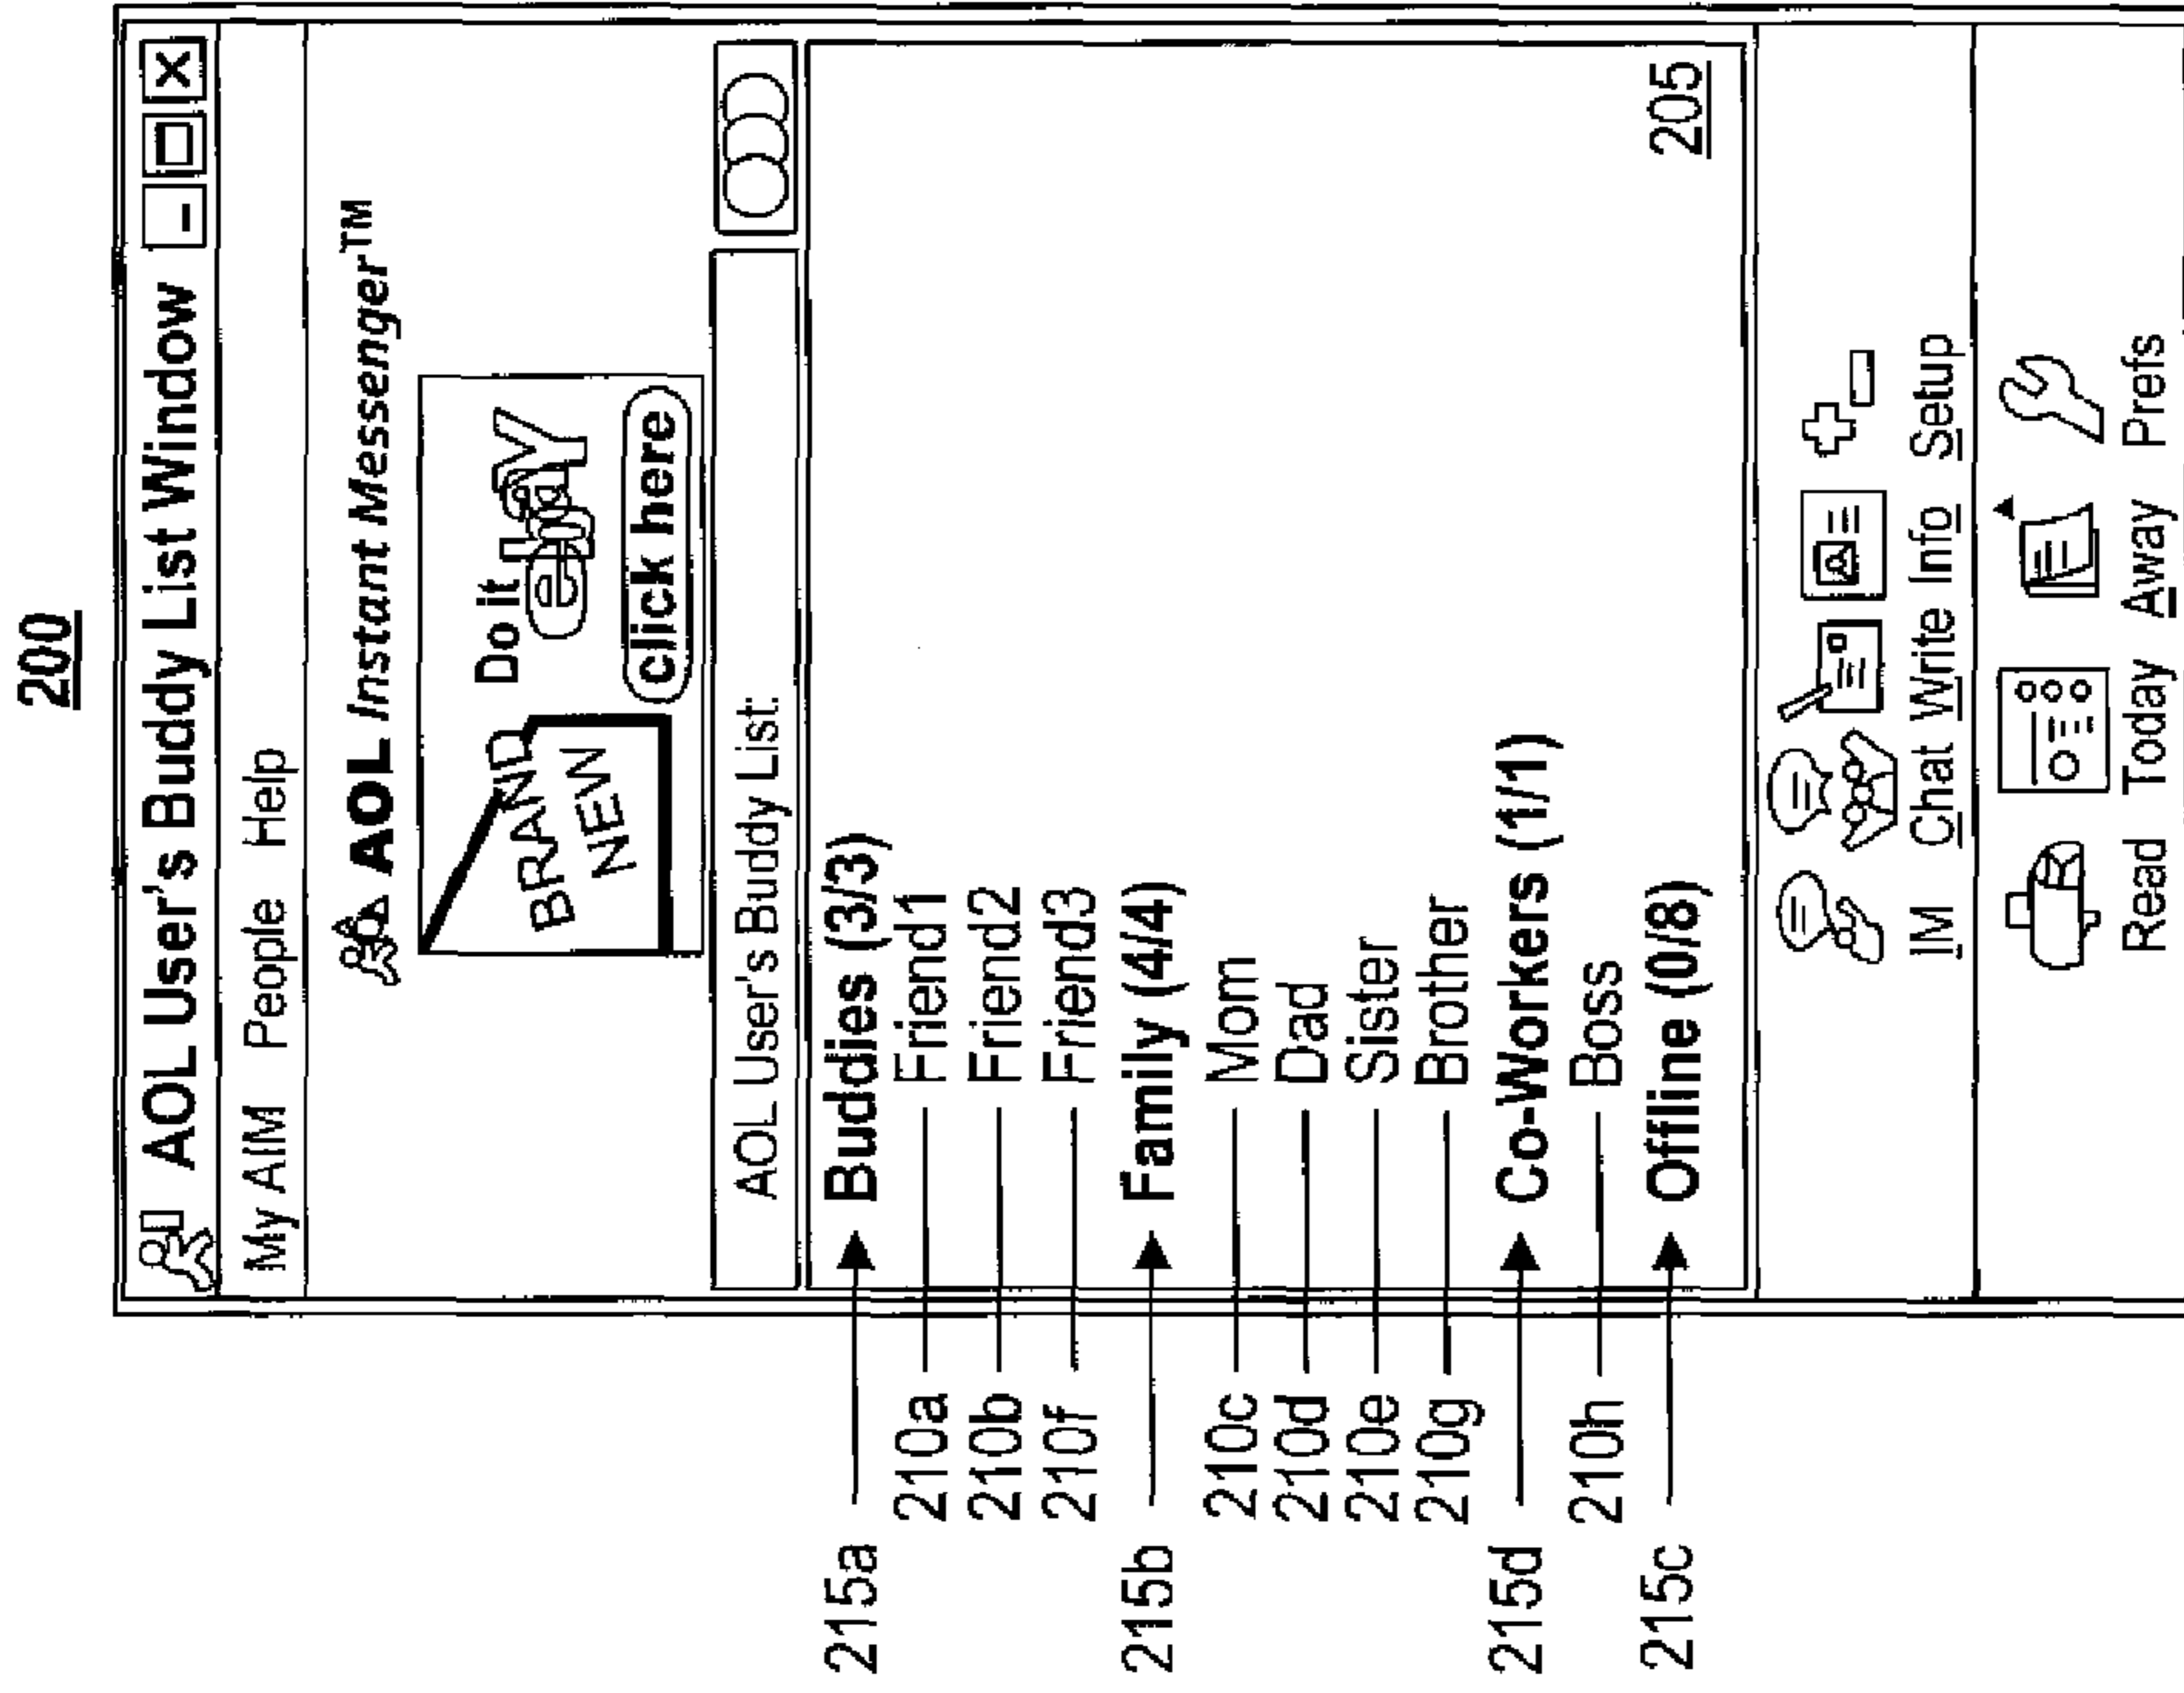 200
AOL User's Buddy List Window
My AIM People Help
AOL Instant Messenger™
BRAND NEW
Do it
ebaY
click here
AOL User's Buddy List:
215a Buddies (3/3)
210a Friend1
210b Friend2
210f Friend3
215b Family (4/4)
210c Mom
210d Dad
210e Sister
210g Brother
215d Co-Workers (1/1)
210h Boss
215c Offline (0/8)
205
IM Chat Write Info Setup
Read Today Away Prefs